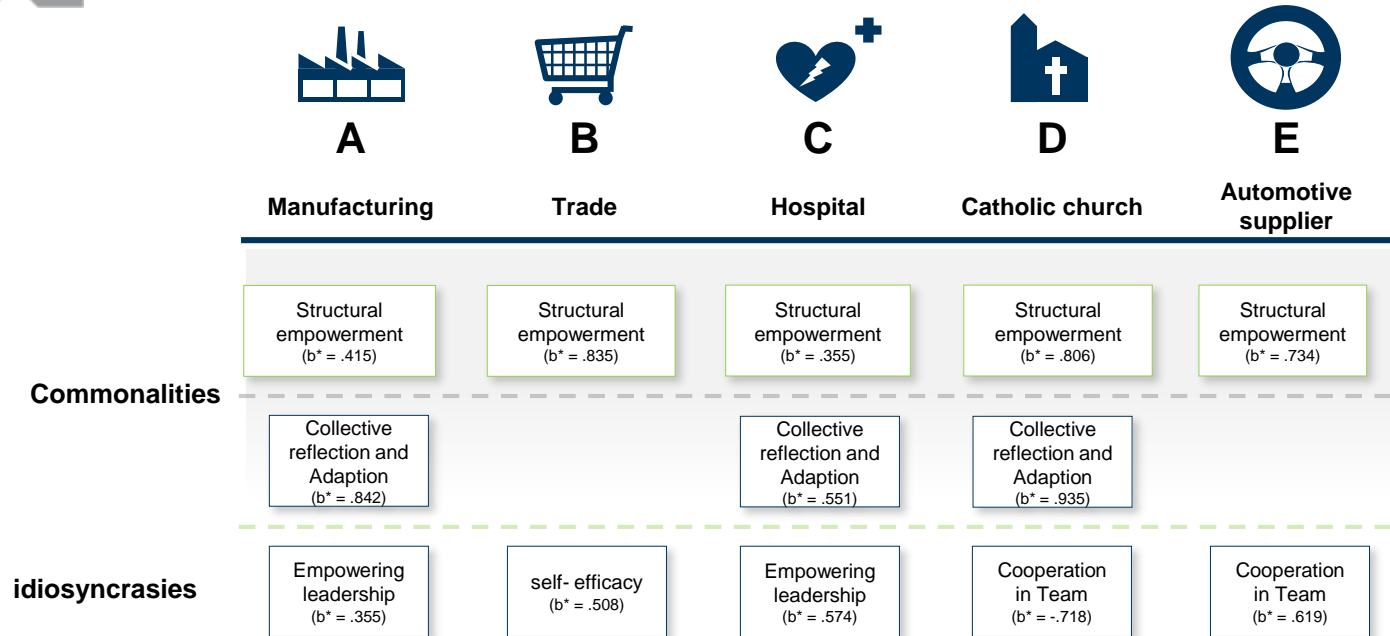 A
B
C
D
E
Manufacturing
Trade
Hospital
Catholic church
Automotive
supplier
Commonalities
Structural
empowerment
(b* = .415)
Structural
empowerment
(b* = .835)
Structural
empowerment
(b* = .355)
Structural
empowerment
(b* = .806)
Structural
empowerment
(b* = .734)
Collective
reflection and
Adaption
(b* = .842)
Collective
reflection and
Adaption
(b* = .551)
Collective
reflection and
Adaption
(b* = .935)
idiosyncrasies
Empowering
leadership
(b* = .355)
self- efficacy
(b* = .508)
Empowering
leadership
(b* = .574)
Cooperation
in Team
(b* = -.718)
Cooperation
in Team
(b* = .619)